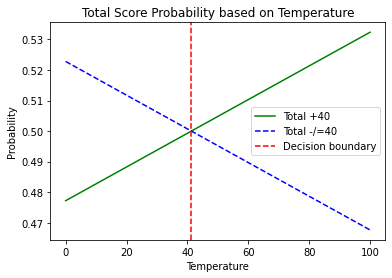 Total Score Probability based on Temperature
0.53
0.52
0.51
0.50
0.49
0.48
0.47
Probability
Total +40
Total -/=40
Decision boundary
0 20 40 60 80 100
Temperature